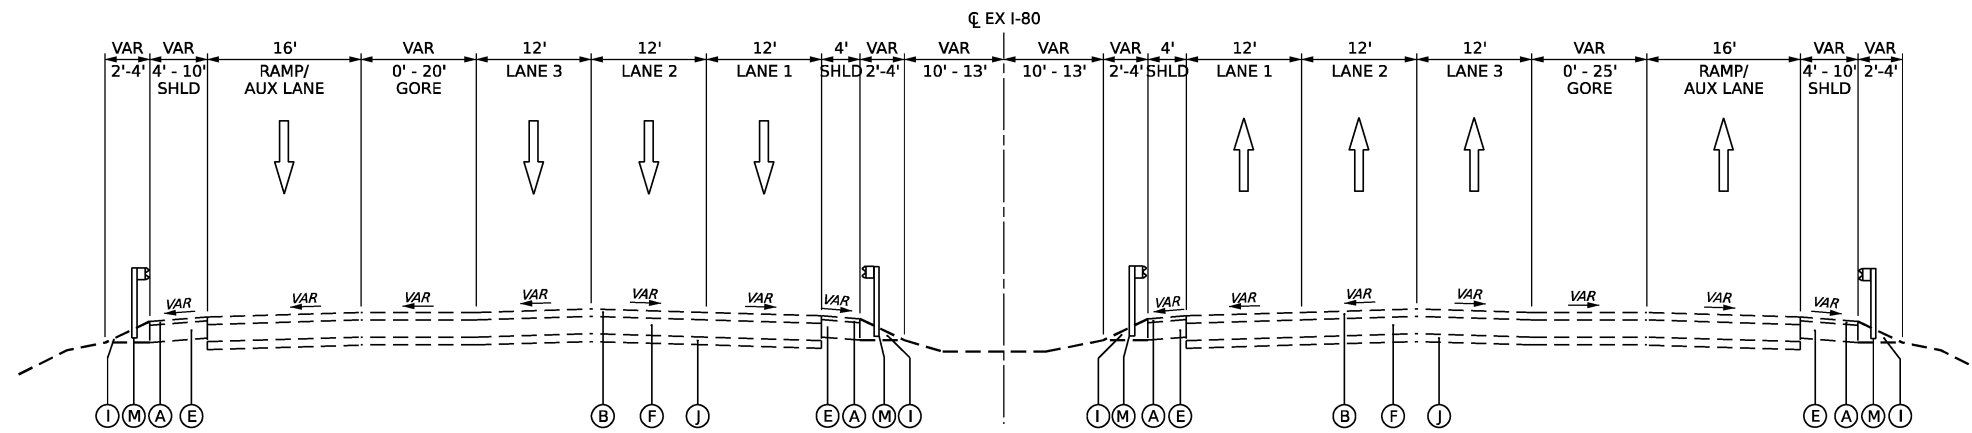 ℄ EX I-80
VAR VAR 16' VAR 12' 12' 12' 4' VAR VAR VAR VAR 4' 12' 12' 12' VAR 16' VAR VAR
2'-4' 4' - 10' RAMP/ 0' - 20' LANE 3 LANE 2 LANE 1 SHLD 2'-4' 10' - 13' 10' - 13' 2'-4' SHLD LANE 1 LANE 2 LANE 3 0' - 25' RAMP/ 4' - 10' 2'-4'
SHLD AUX LANE GORE GORE AUX LANE SHLD
VAR VAR VAR VAR VAR VAR VAR VAR VAR VAR VAR VAR VAR VAR
I M A E B F J E A M I I M A E B F J E A M I